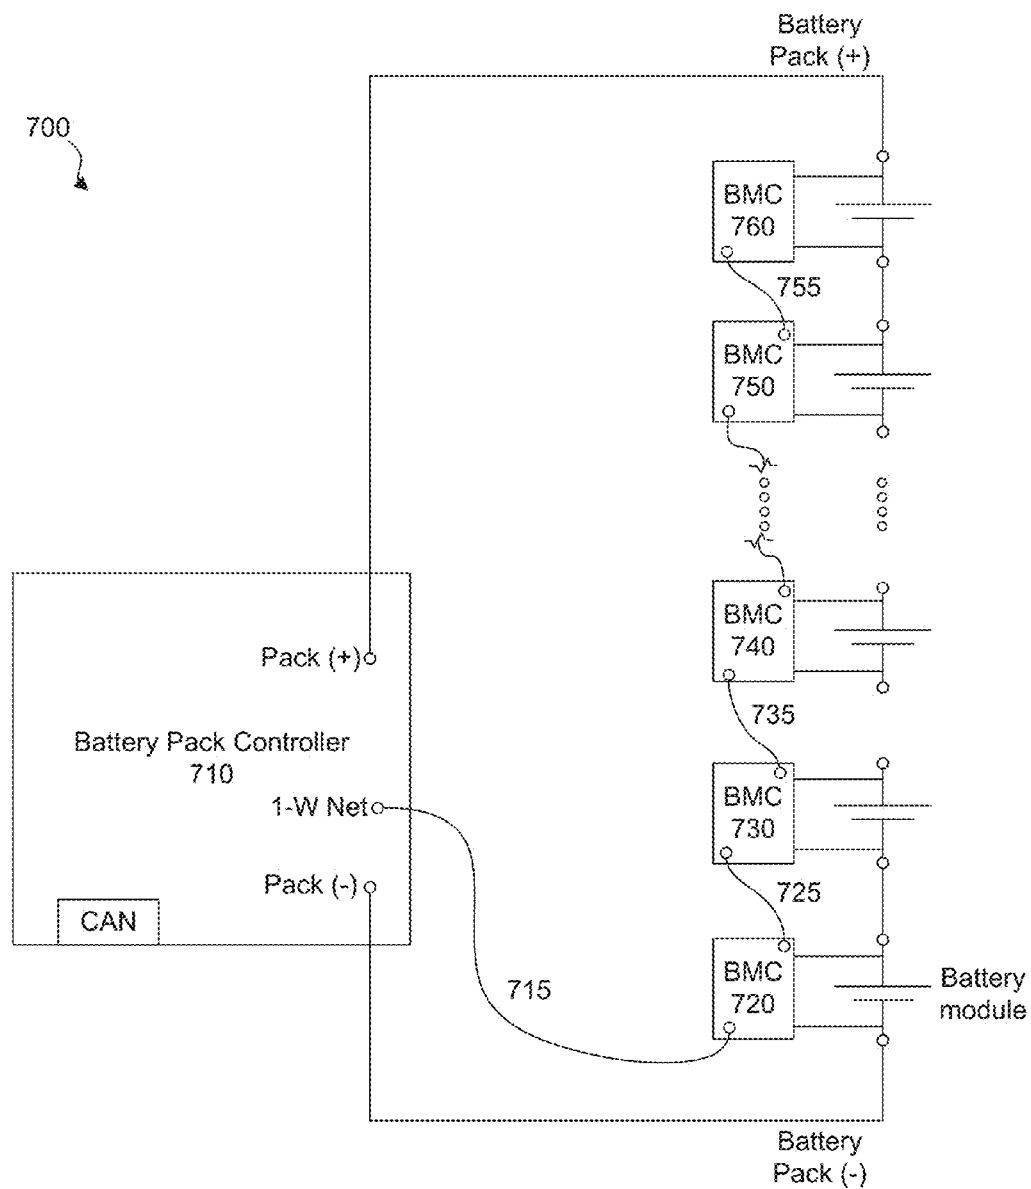 Battery
Pack (+)
700
BMC
760
755
BMC
750
BMC
740
Pack (+)
735
Battery Pack Controller
710
BMC
730
1-W Net
Pack (-)
725
CAN
BMC
720
Battery
module
715
Battery
Pack (-)